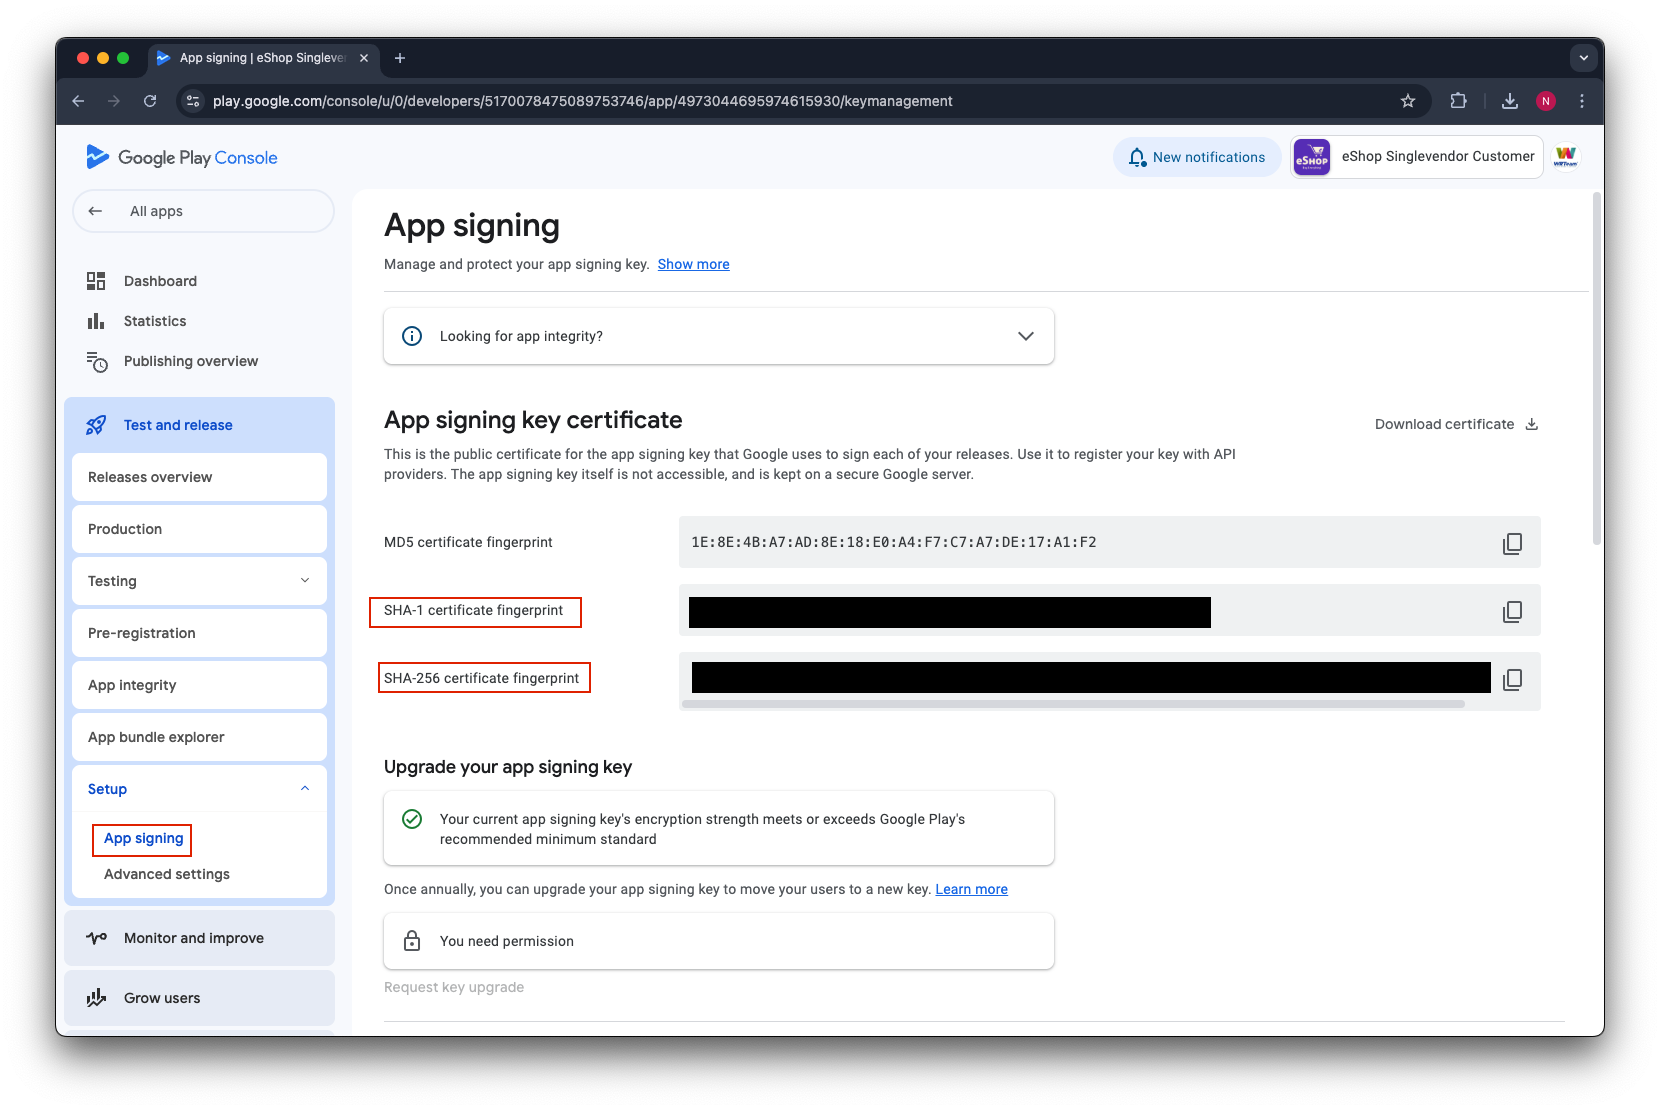 App signing | eShop Singleve
play.google.com/console/u/0/developers/5170078475089753746/app/4973044695974615930/keymanagement
N
Google Play Console
New notifications
eSHOP
eShop Singlevendor Customer
W
WRTeam
All apps
Dashboard
Statistics
Publishing overview
Test and release
Releases overview
Production
Testing
Pre-registration
App integrity
App bundle explorer
Setup
App signing
Advanced settings
Monitor and improve
Grow users
App signing
Manage and protect your app signing key. Show more
Looking for app integrity?
App signing key certificate
Download certificate
This is the public certificate for the app signing key that Google uses to sign each of your releases. Use it to register your key with API
providers. The app signing key itself is not accessible, and is kept on a secure Google server.
MD5 certificate fingerprint
1E:8E:4B:A7:AD:8E:18:E0:A4:F7:C7:A7:DE:17:A1:F2
SHA-1 certificate fingerprint
SHA-256 certificate fingerprint
Upgrade your app signing key
Your current app signing key's encryption strength meets or exceeds Google Play's
recommended minimum standard
Once annually, you can upgrade your app signing key to move your users to a new key. Learn more
You need permission
Request key upgrade